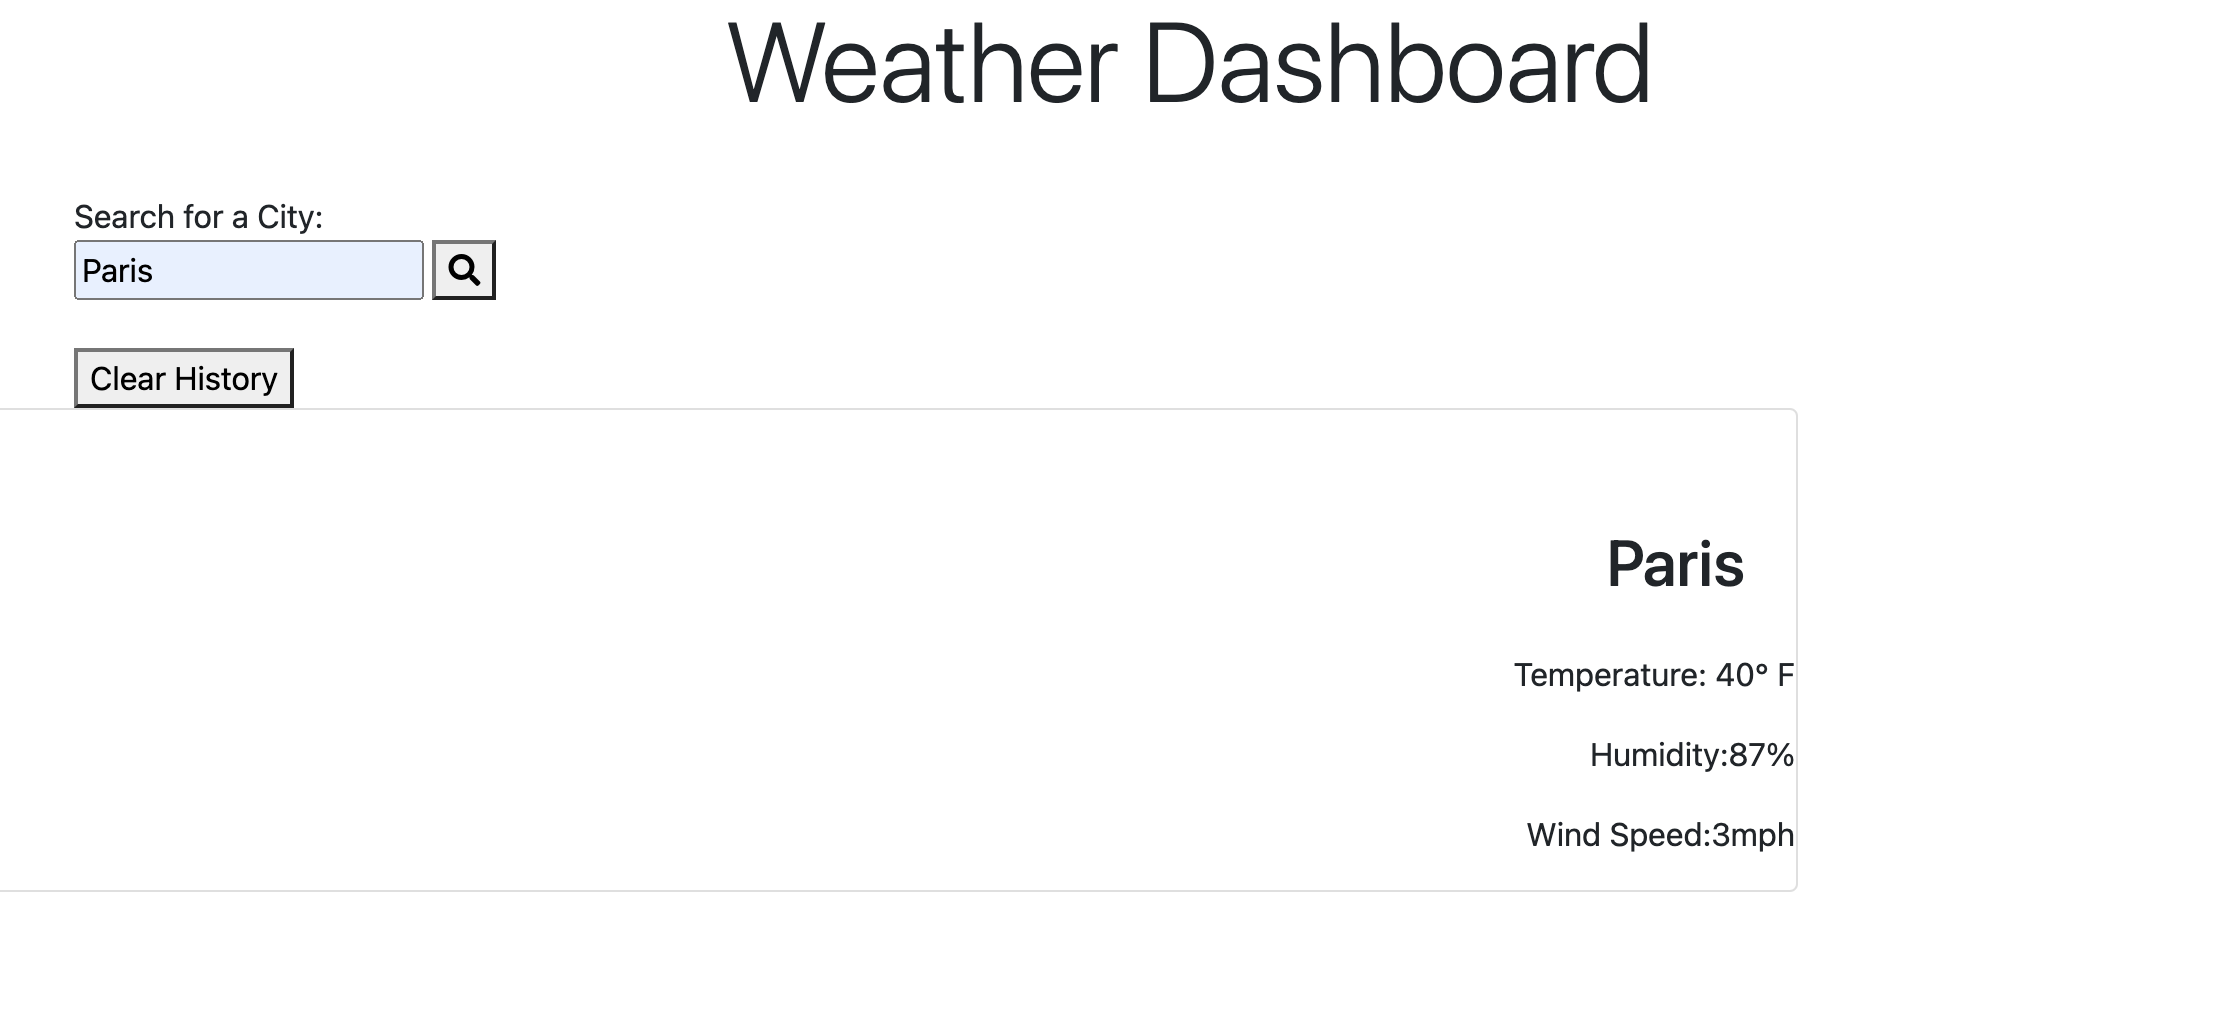 Weather Dashboard
Search for a City:
Paris
Clear History
Paris
Temperature: 40° F
Humidity:87%
Wind Speed:3mph